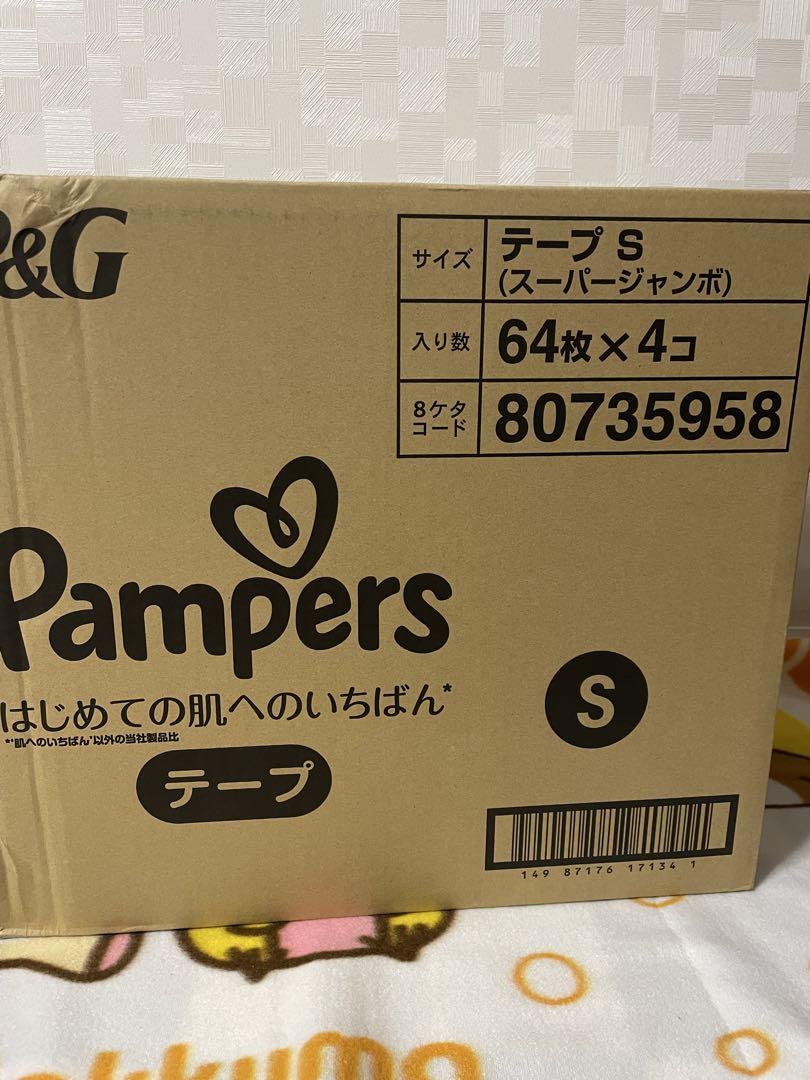 P&G
サイズ
テープ S
(スーパージャンボ)
入り数
64枚×4コ
8ケタ
コード
80735958
Pampers
はじめての肌へのいちばん*
*"肌へのいちばん"以外の当社製品比
テープ
S
149 87176 17134 1